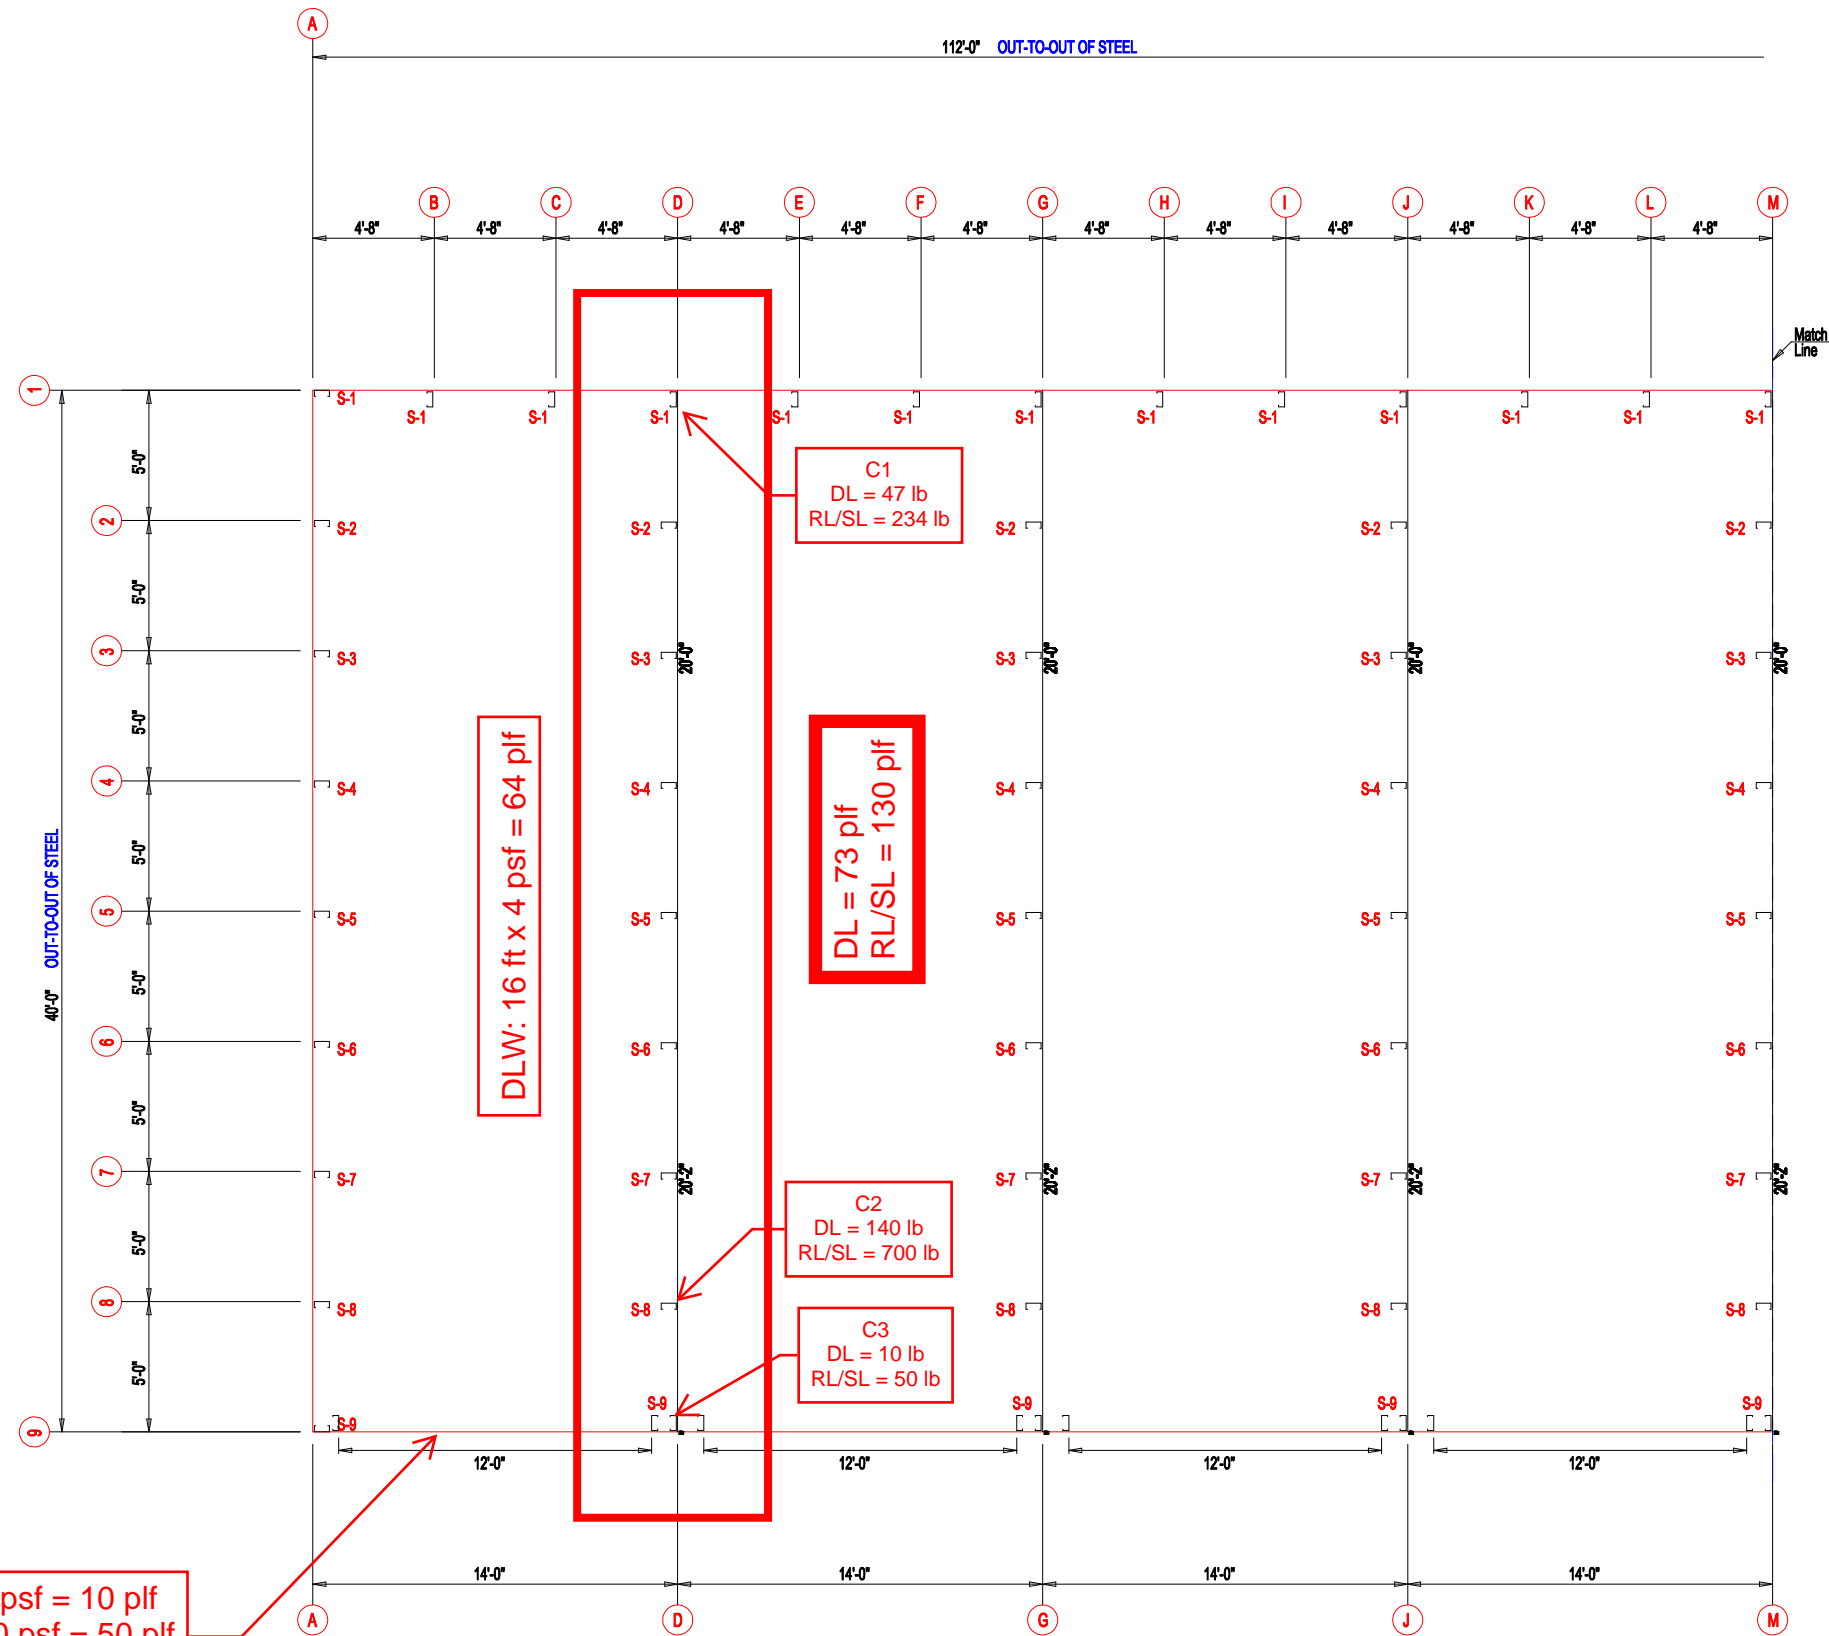 A
112'-0" OUT-TO-OUT OF STEEL
B C D E F G H I J K L M
4'-8" 4'-8" 4'-8" 4'-8" 4'-8" 4'-8" 4'-8" 4'-8" 4'-8" 4'-8" 4'-8" 4'-8"
Match
Line
1
S-1
S-1 S-1 S-1 S-1 S-1 S-1 S-1 S-1 S-1 S-1 S-1 S-1
5'-0"
C1
DL = 47 lb
RL/SL = 234 lb
2
S-2 S-2 S-2 S-2 S-2
5'-0"
3
S-3 S-3 S-3 S-3 S-3
20'-0" 20'-0" 20'-0" 20'-0"
5'-0"
4
S-4 S-4 S-4 S-4 S-4
5'-0"
DLW: 16 ft x 4 psf = 64 plf
DL = 73 plf
RL/SL = 130 plf
40'-0" OUT-TO-OUT OF STEEL
5
S-5 S-5 S-5 S-5 S-5
5'-0"
6
S-6 S-6 S-6 S-6 S-6
5'-0"
7
S-7 S-7 S-7 S-7 S-7
20'-2" 20'-2" 20'-2" 20'-2"
5'-0"
C2
DL = 140 lb
RL/SL = 700 lb
8
S-8 S-8 S-8 S-8 S-8
5'-0"
C3
DL = 10 lb
RL/SL = 50 lb
9
S-9 S-9 S-9 S-9 S-9
12'-0" 12'-0" 12'-0" 12'-0"
14'-0" 14'-0" 14'-0" 14'-0"
psf = 10 plf
0 psf = 50 plf
A D G J M